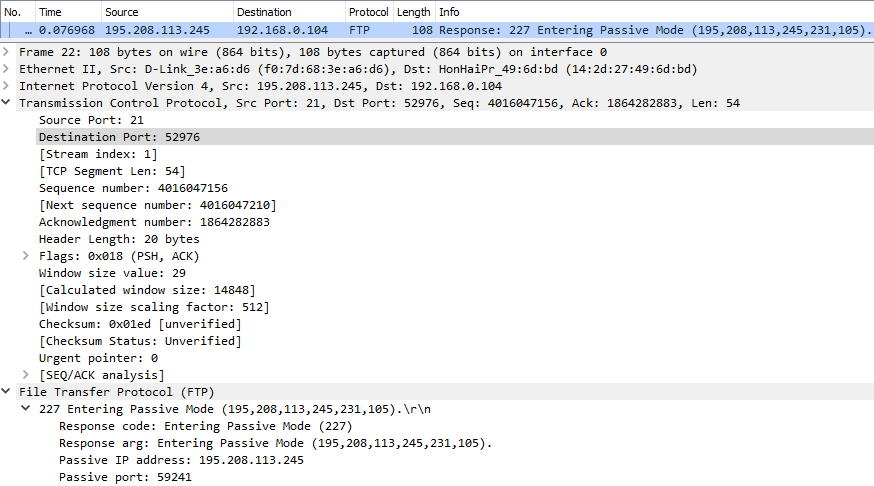 No. Time Source Destination Protocol Length Info
… 0.076968 195.208.113.245 192.168.0.104 FTP 108 Response: 227 Entering Passive Mode (195,208,113,245,231,105).
Frame 22: 108 bytes on wire (864 bits), 108 bytes captured (864 bits) on interface 0
Ethernet II, Src: D-Link_3e:a6:d6 (f0:7d:68:3e:a6:d6), Dst: HonHaiPr_49:6d:bd (14:2d:27:49:6d:bd)
Internet Protocol Version 4, Src: 195.208.113.245, Dst: 192.168.0.104
Transmission Control Protocol, Src Port: 21, Dst Port: 52976, Seq: 4016047156, Ack: 1864282883, Len: 54
Source Port: 21
Destination Port: 52976
[Stream index: 1]
[TCP Segment Len: 54]
Sequence number: 4016047156
[Next sequence number: 4016047210]
Acknowledgment number: 1864282883
Header Length: 20 bytes
Flags: 0x018 (PSH, ACK)
Window size value: 29
[Calculated window size: 14848]
[Window size scaling factor: 512]
Checksum: 0x01ed [unverified]
[Checksum Status: Unverified]
Urgent pointer: 0
[SEQ/ACK analysis]
File Transfer Protocol (FTP)
227 Entering Passive Mode (195,208,113,245,231,105).\r\n
Response code: Entering Passive Mode (227)
Response arg: Entering Passive Mode (195,208,113,245,231,105).
Passive IP address: 195.208.113.245
Passive port: 59241